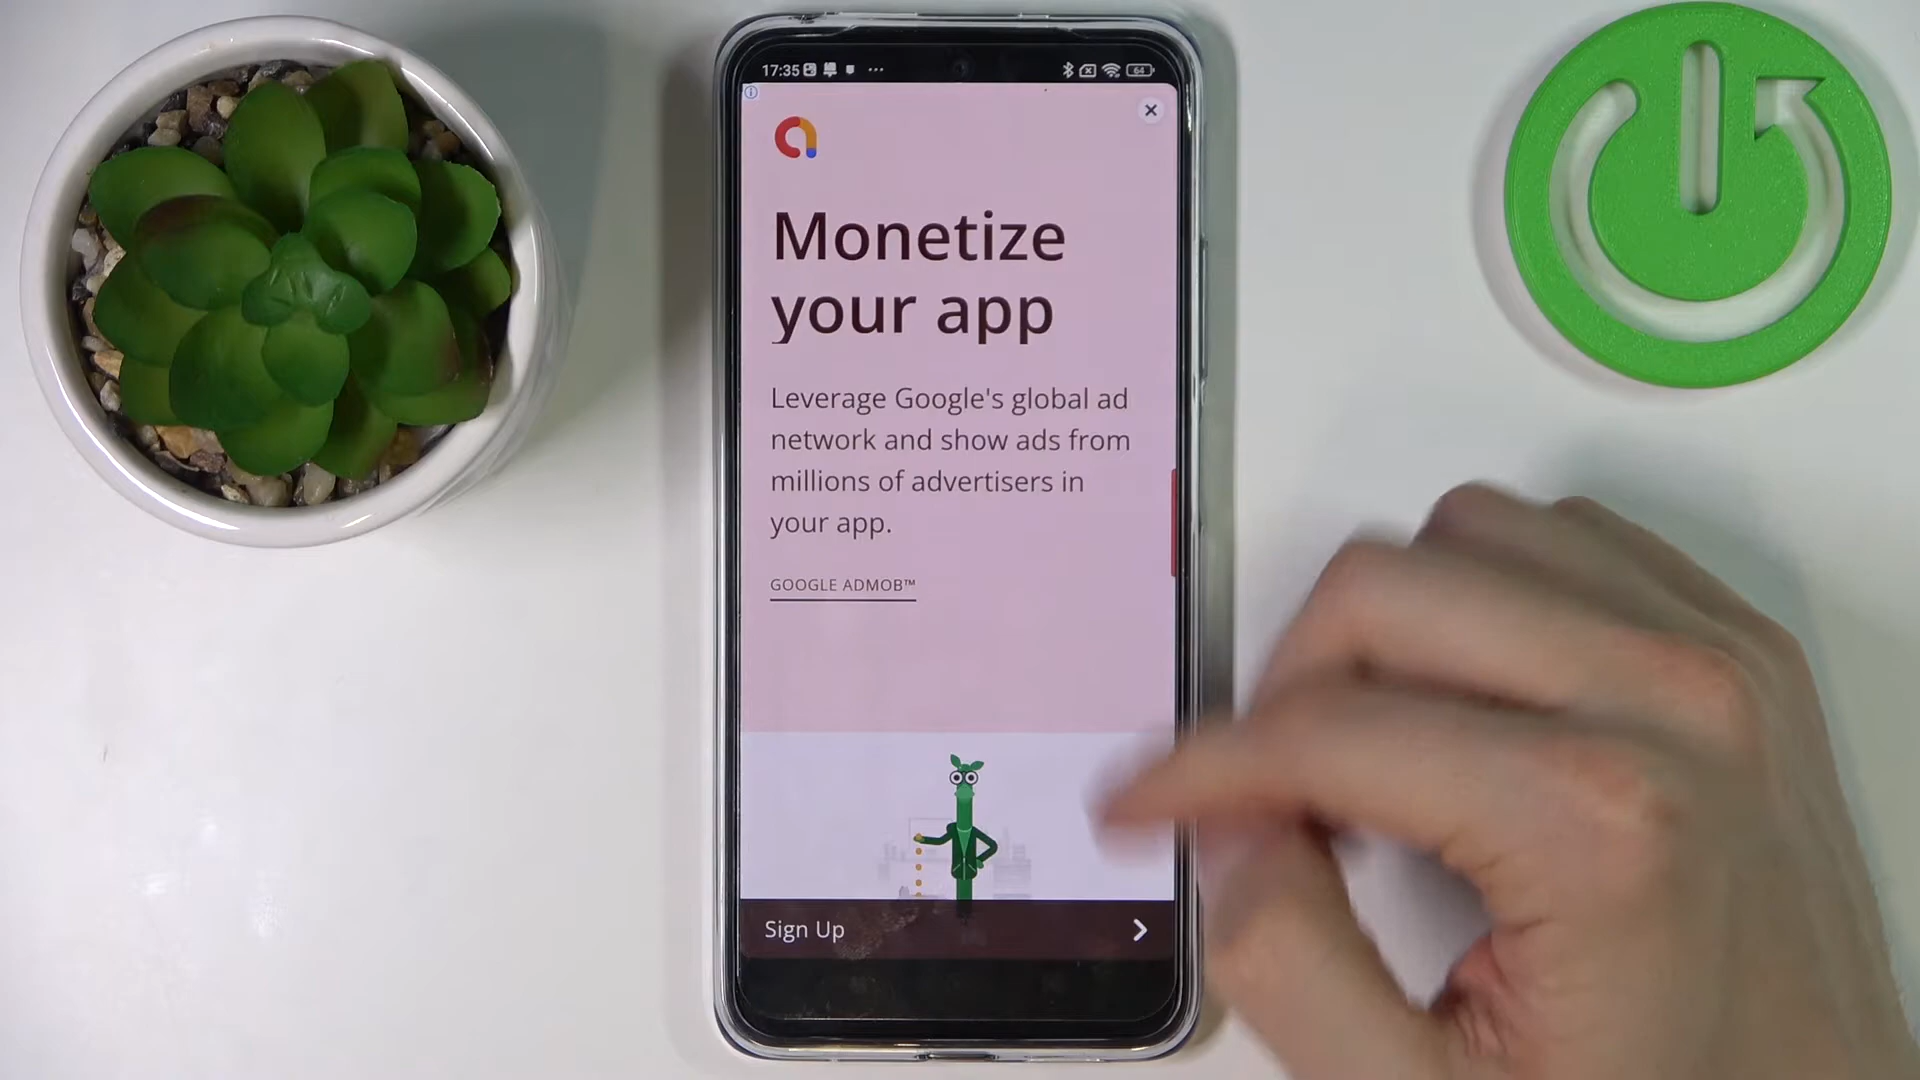 17:35
64
Monetize
your app
Leverage Google's global ad
network and show ads from
millions of advertisers in
your app.
GOOGLE ADMOB™
Sign Up